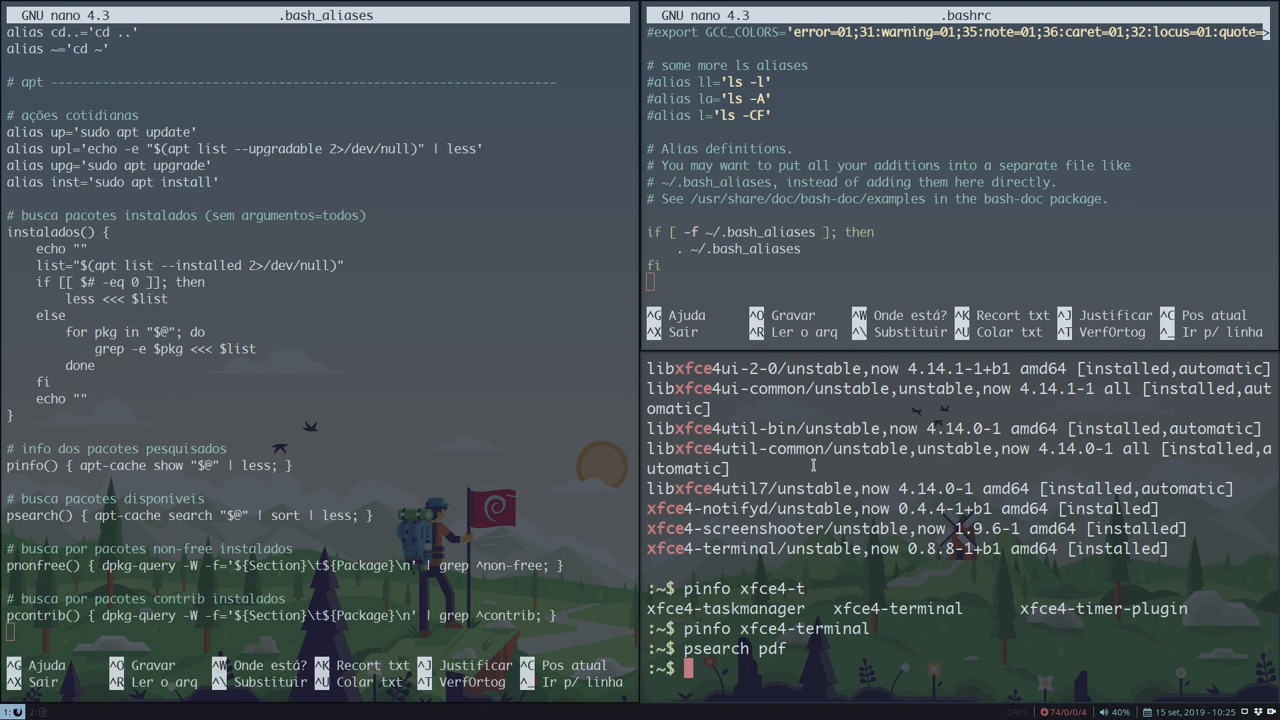 GNU nano 4.3 .bash_aliases
alias cd..='cd ..'
alias ~='cd ~'
# apt ---------------------------------------------------------------------
# ações cotidianas
alias up='sudo apt update'
alias upl='echo -e "$(apt list --upgradable 2>/dev/null)" | less'
alias upg='sudo apt upgrade'
alias inst='sudo apt install'
# busca pacotes instalados (sem argumentos=todos)
instalados() {
    echo ""
    list="$(apt list --installed 2>/dev/null)"
    if [[ $# -eq 0 ]]; then
        less <<< $list
    else
        for pkg in "$@"; do
            grep -e $pkg <<< $list
        done
    fi
    echo ""
}
# info dos pacotes pesquisados
pinfo() { apt-cache show "$@" | less; }
# busca pacotes disponíveis
psearch() { apt-cache search "$@" | sort | less; }
# busca por pacotes non-free instalados
pnonfree() { dpkg-query -W -f='${Section}\t${Package}\n' | grep ^non-free; }
# busca por pacotes contrib instalados
pcontrib() { dpkg-query -W -f='${Section}\t${Package}\n' | grep ^contrib; }
^G Ajuda ^O Gravar ^W Onde está? ^K Recort txt ^J Justificar ^C Pos atual
^X Sair ^R Ler o arq ^\ Substituir ^U Colar txt ^T VerfOrtog ^_ Ir p/ linha
GNU nano 4.3 .bashrc
#export GCC_COLORS='error=01;31:warning=01;35:note=01;36:caret=01;32:locus=01:quote=>
# some more ls aliases
#alias ll='ls -l'
#alias la='ls -A'
#alias l='ls -CF'
# Alias definitions.
# You may want to put all your additions into a separate file like
# ~/.bash_aliases, instead of adding them here directly.
# See /usr/share/doc/bash-doc/examples in the bash-doc package.
if [ -f ~/.bash_aliases ]; then
    . ~/.bash_aliases
fi
^G Ajuda ^O Gravar ^W Onde está? ^K Recort txt ^J Justificar ^C Pos atual
^X Sair ^R Ler o arq ^\ Substituir ^U Colar txt ^T VerfOrtog ^_ Ir p/ linha
libxfce4ui-2-0/unstable,now 4.14.1-1+b1 amd64 [installed,automatic]
libxfce4ui-common/unstable,unstable,now 4.14.1-1 all [installed,aut
omatic]
libxfce4util-bin/unstable,now 4.14.0-1 amd64 [installed,automatic]
libxfce4util-common/unstable,unstable,now 4.14.0-1 all [installed,a
utomatic]
libxfce4util7/unstable,now 4.14.0-1 amd64 [installed,automatic]
xfce4-notifyd/unstable,now 0.4.4-1+b1 amd64 [installed]
xfce4-screenshooter/unstable,now 1.9.6-1 amd64 [installed]
xfce4-terminal/unstable,now 0.8.8-1+b1 amd64 [installed]
:~$ pinfo xfce4-t
xfce4-taskmanager xfce4-terminal xfce4-timer-plugin
:~$ pinfo xfce4-terminal
:~$ psearch pdf
:~$
1: 2: CAPS 74/0/0/4 40% 15 set, 2019 - 10:25